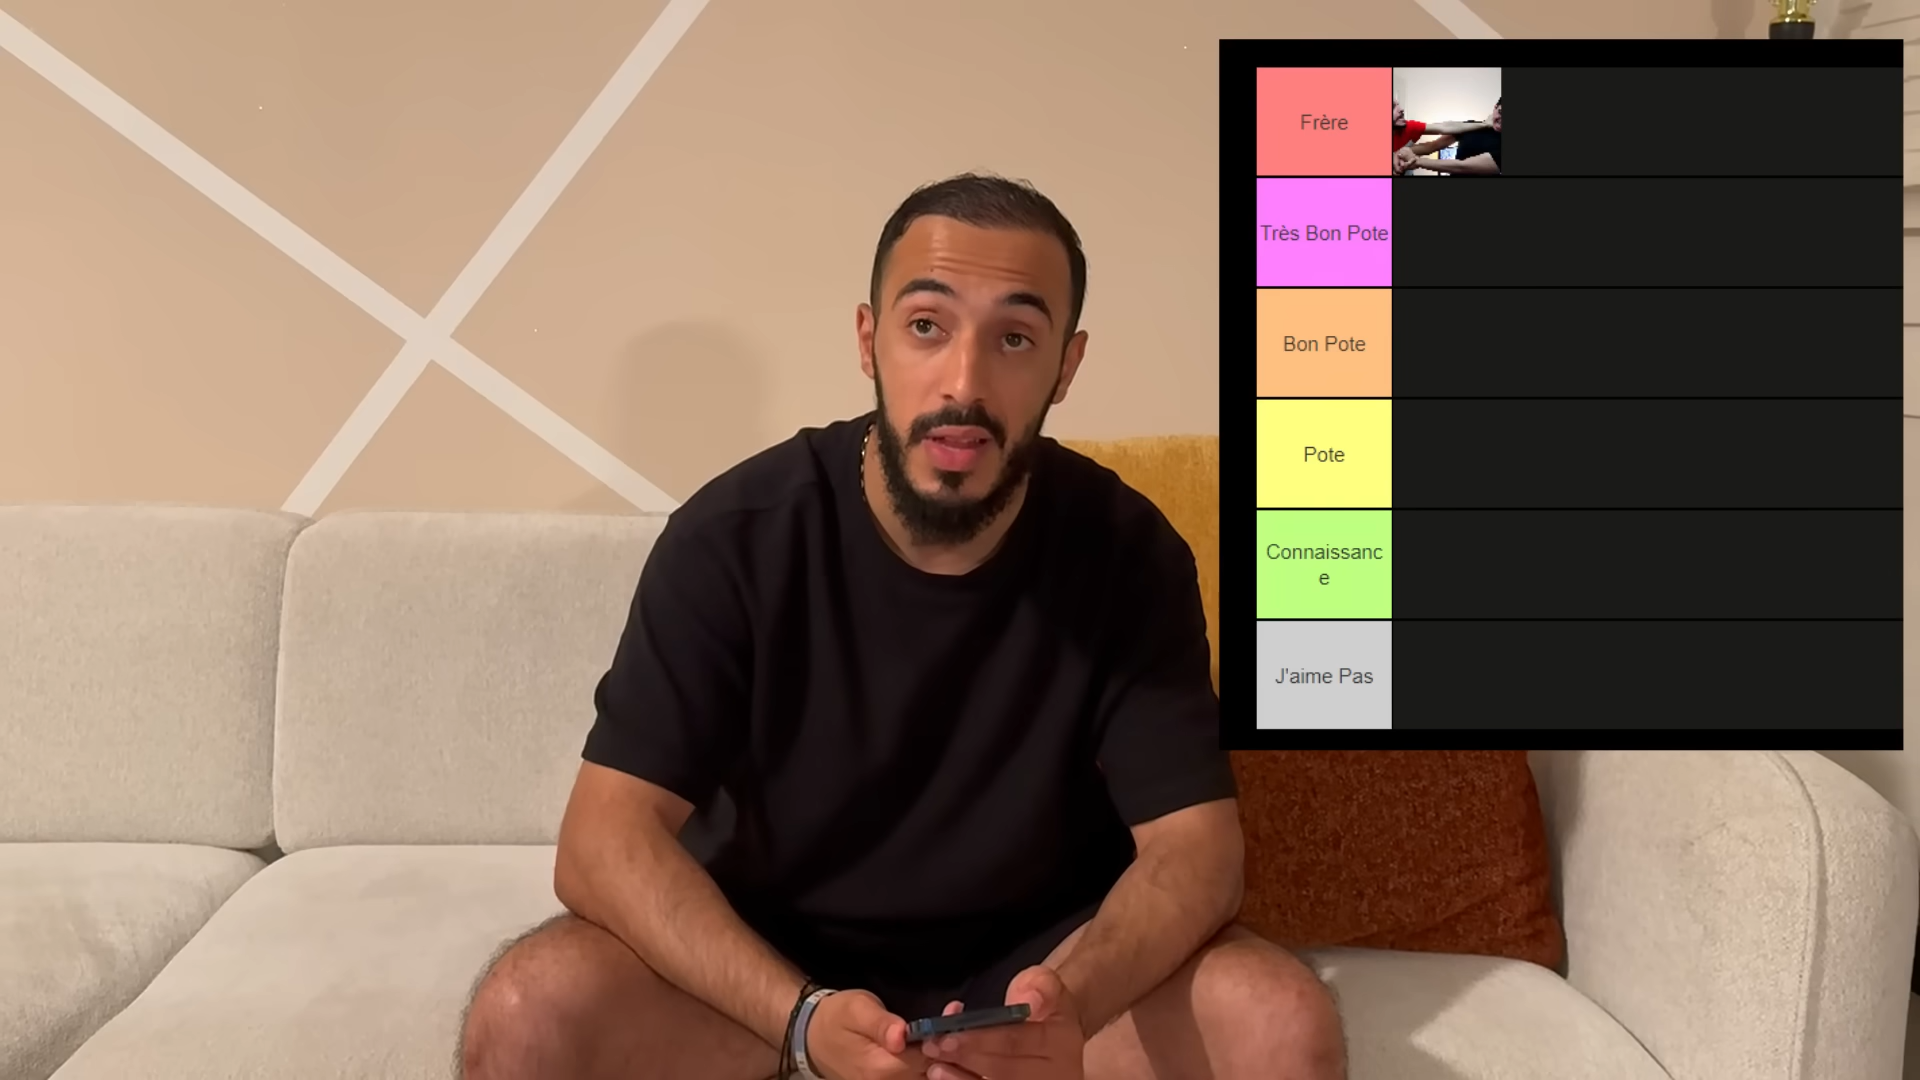 Frère
Très Bon Pote
Bon Pote
Pote
Connaissanc
e
J'aime Pas